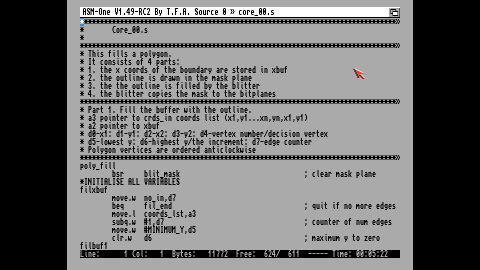 ASM-One V1.49-RC2 By T.F.A. Source 0 » core_00.s
*******************************************************************
* Core_00.s
*
*******************************************************************
* This fills a polygon.
* It consists of 4 parts:
* 1. the x coords of the boundary are stored in xbuf
* 2. the outline is drawn in the mask plane
* 3. the the outline is filled by the blitter
* 4. the blitter copies the mask to the bitplanes
*******************************************************************
* Part 1. Fill the buffer with the outline.
* a3 pointer to crds_in coords list (x1,y1...xn,yn,x1,y1)
* a2 pointer to xbuf
* d0-x1: d1-y1: d2-x2: d3-y2: d4-vertex number/decision vertex
* d5-lowest y: d6-highest y/the increment: d7-edge counter
* Polygon vertices are ordered anticlockwise
*******************************************************************
poly_fill
bsr blit_mask ; clear mask plane
*INITIALISE ALL VARIABLES
filxbuf
move.w no_in,d7
beq fil_end ; quit if no more edges
move.l coords_lst,a3
subq.w #1,d7 ; counter of num edges
move.w #MINIMUM_Y,d5
clr.w d6 ; maximum y to zero
filbuf1
Line: 1 Col: 1 Bytes: 11772 Free: 624/ 611 ----- Time: 00:05:22